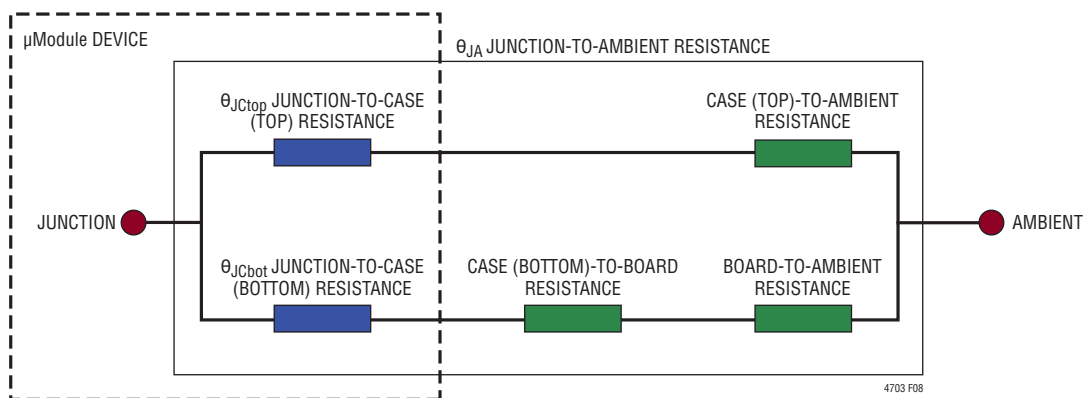 µModule DEVICE
θJA JUNCTION-TO-AMBIENT RESISTANCE
θJCtop JUNCTION-TO-CASE
(TOP) RESISTANCE
CASE (TOP)-TO-AMBIENT
RESISTANCE
JUNCTION
AMBIENT
θJCbot JUNCTION-TO-CASE
(BOTTOM) RESISTANCE
CASE (BOTTOM)-TO-BOARD
RESISTANCE
BOARD-TO-AMBIENT
RESISTANCE
4703 F08